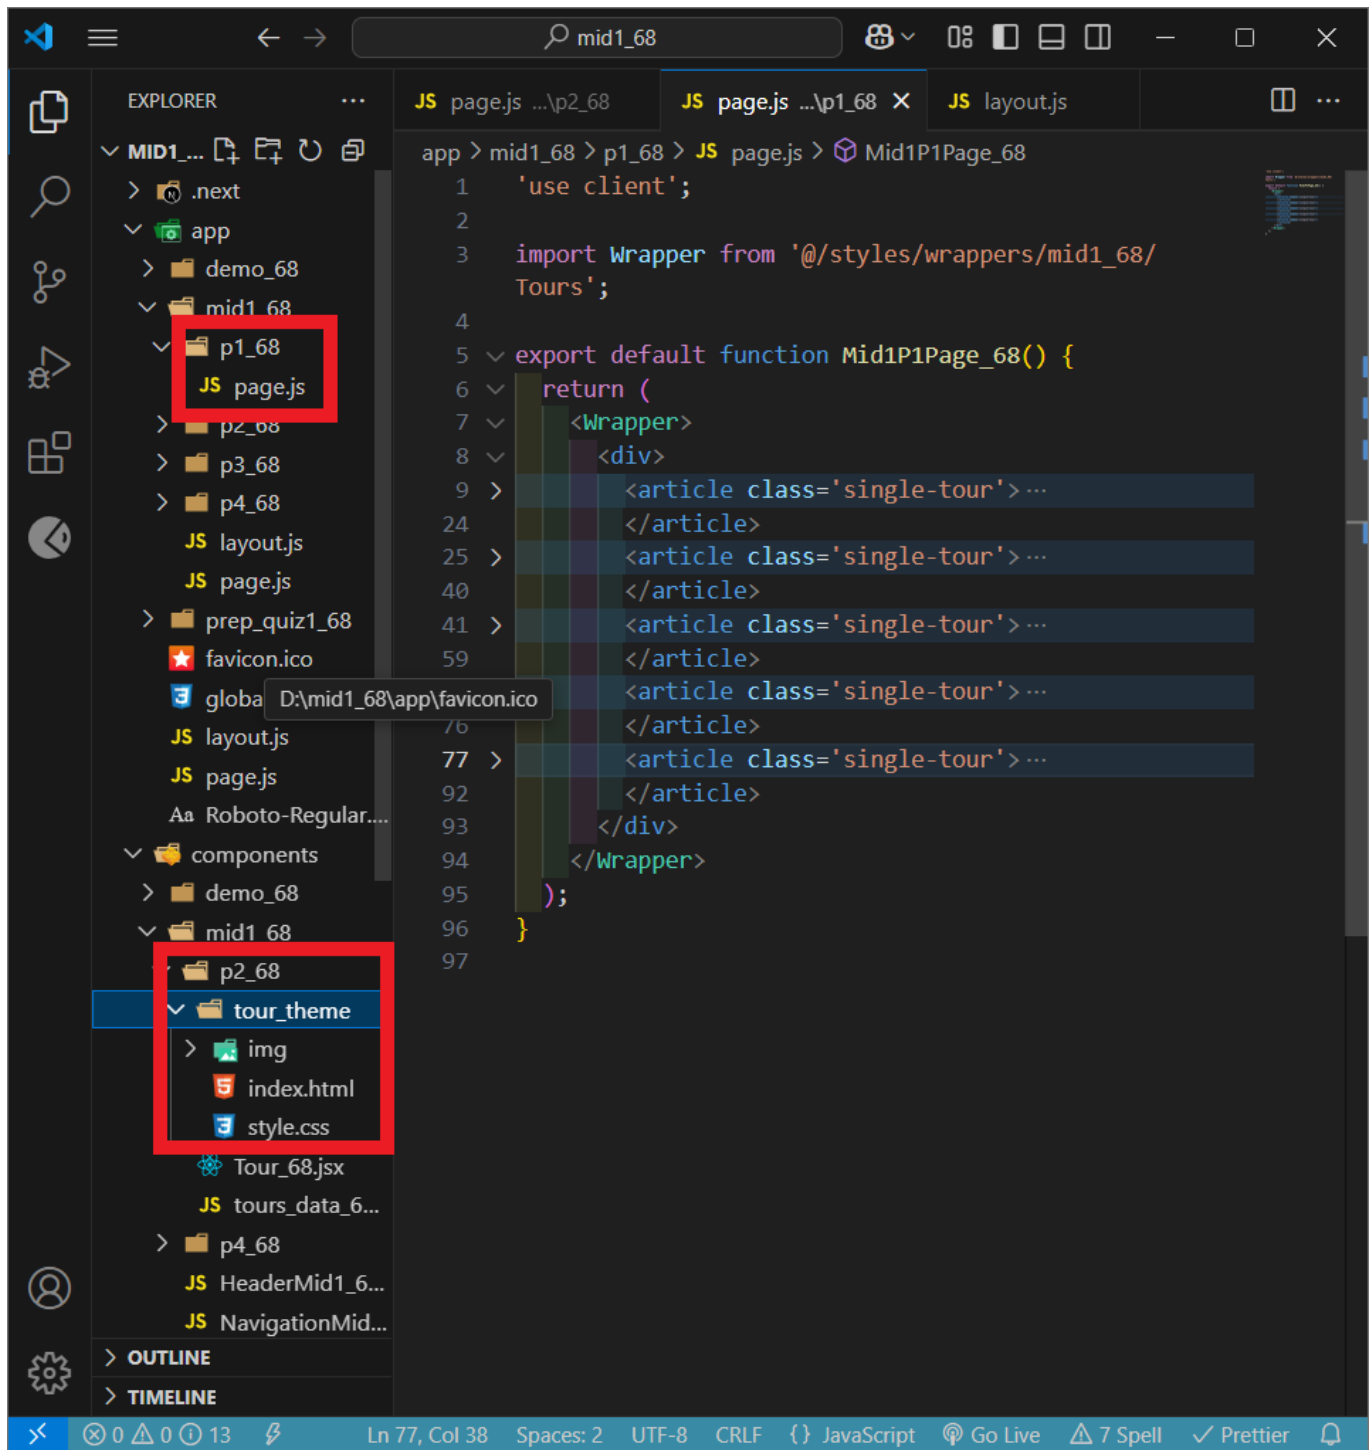 mid1_68
EXPLORER
MID1_...
.next
app
demo_68
mid1_68
p1_68
page.js
p2_68
p3_68
p4_68
layout.js
page.js
prep_quiz1_68
favicon.ico
globa
D:\mid1_68\app\favicon.ico
layout.js
page.js
Aa Roboto-Regular....
components
demo_68
mid1_68
p2_68
tour_theme
img
index.html
style.css
Tour_68.jsx
JS tours_data_6...
p4_68
JS HeaderMid1_6...
JS NavigationMid...
OUTLINE
TIMELINE
JS page.js ...\p2_68
JS page.js ...\p1_68
JS layout.js
app > mid1_68 > p1_68 > JS page.js > Mid1P1Page_68
1 'use client';
2
3 import Wrapper from '@/styles/wrappers/mid1_68/
Tours';
4
5 export default function Mid1P1Page_68() {
6 return (
7 <Wrapper>
8 <div>
9 <article class='single-tour'>···
24 </article>
25 <article class='single-tour'>···
40 </article>
41 <article class='single-tour'>···
59 </article>
<article class='single-tour'>···
76 </article>
77 <article class='single-tour'>···
92 </article>
93 </div>
94 </Wrapper>
95 );
96 }
97
0 0 13 Ln 77, Col 38 Spaces: 2 UTF-8 CRLF {} JavaScript Go Live 7 Spell Prettier